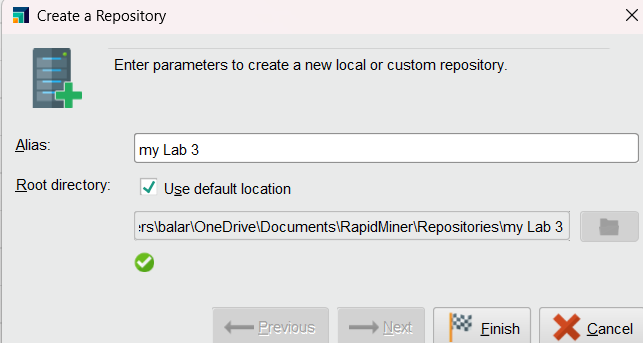 Create a Repository
Enter parameters to create a new local or custom repository.
Alias:
my Lab 3
Root directory:
Use default location
ers\balar\OneDrive\Documents\RapidMiner\Repositories\my Lab 3
Previous
Next
Finish
Cancel